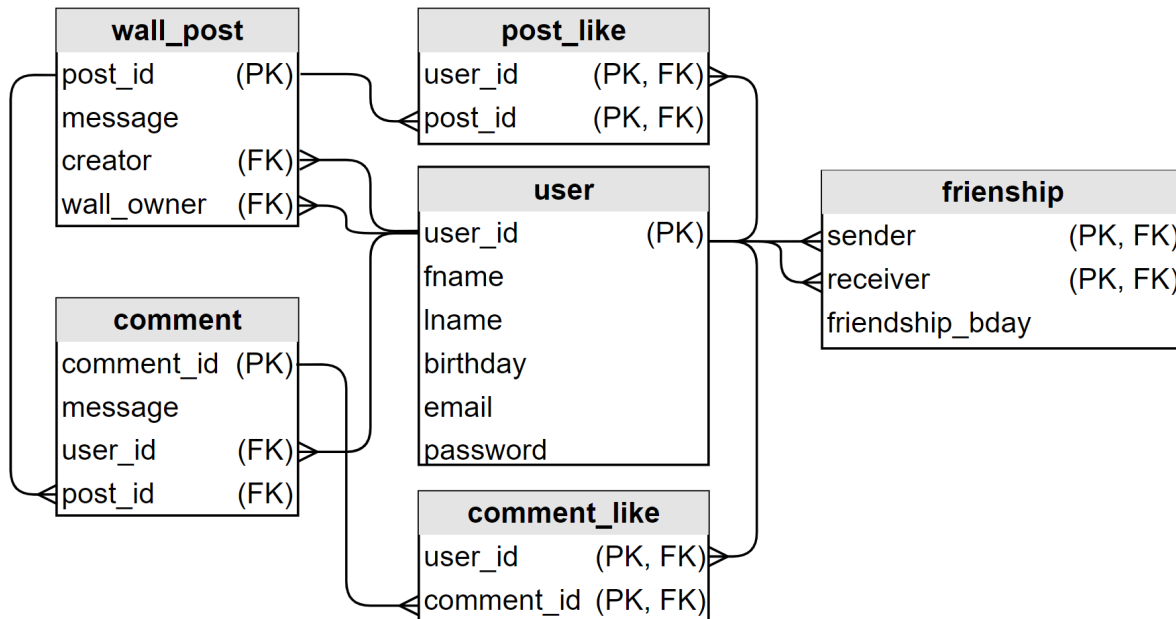 wall_post
post_id (PK)
message
creator (FK)
wall_owner (FK)
post_like
user_id (PK, FK)
post_id (PK, FK)
user
user_id (PK)
fname
lname
birthday
email
password
frienship
sender (PK, FK)
receiver (PK, FK)
friendship_bday
comment
comment_id (PK)
message
user_id (FK)
post_id (FK)
comment_like
user_id (PK, FK)
comment_id (PK, FK)